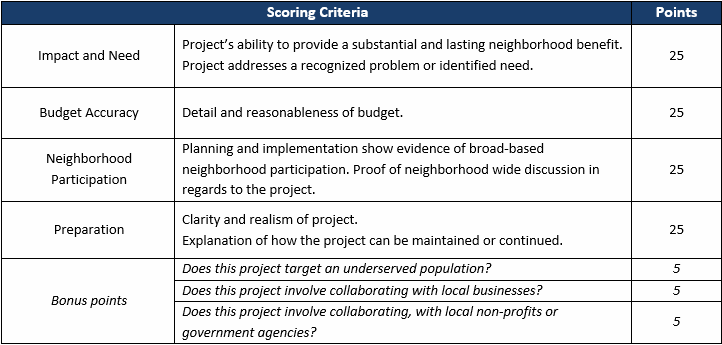 Scoring Criteria Points
Impact and Need
Project’s ability to provide a substantial and lasting neighborhood benefit.
Project addresses a recognized problem or identified need.
25
Budget Accuracy
Detail and reasonableness of budget.
25
Neighborhood
Participation
Planning and implementation show evidence of broad-based
neighborhood participation. Proof of neighborhood wide discussion in
regards to the project.
25
Preparation
Clarity and realism of project.
Explanation of how the project can be maintained or continued.
25
Bonus points
Does this project target an underserved population?
5
Does this project involve collaborating with local businesses?
5
Does this project involve collaborating, with local non-profits or
government agencies?
5